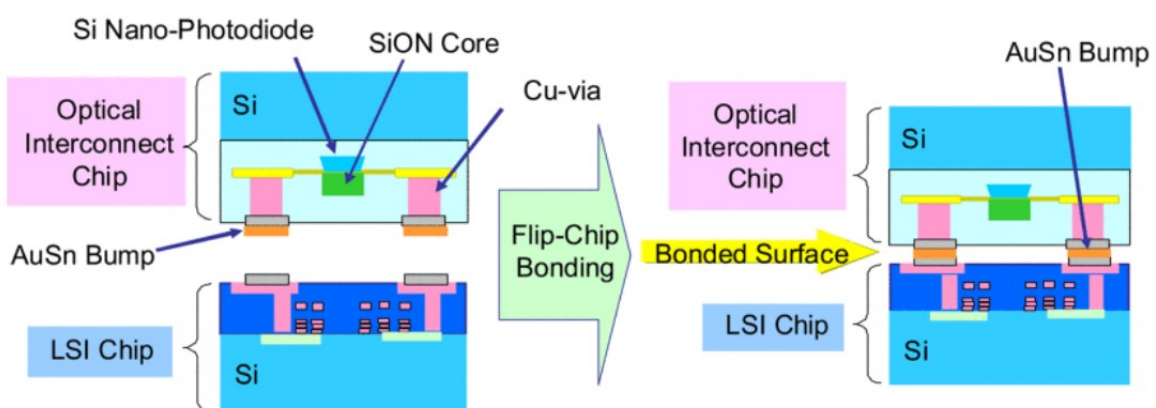 Si Nano-Photodiode
SiON Core
Optical
Interconnect
Chip
Si
Cu-via
AuSn Bump
LSI Chip
Si
Flip-Chip
Bonding
AuSn Bump
Optical
Interconnect
Chip
Si
Bonded Surface
LSI Chip
Si